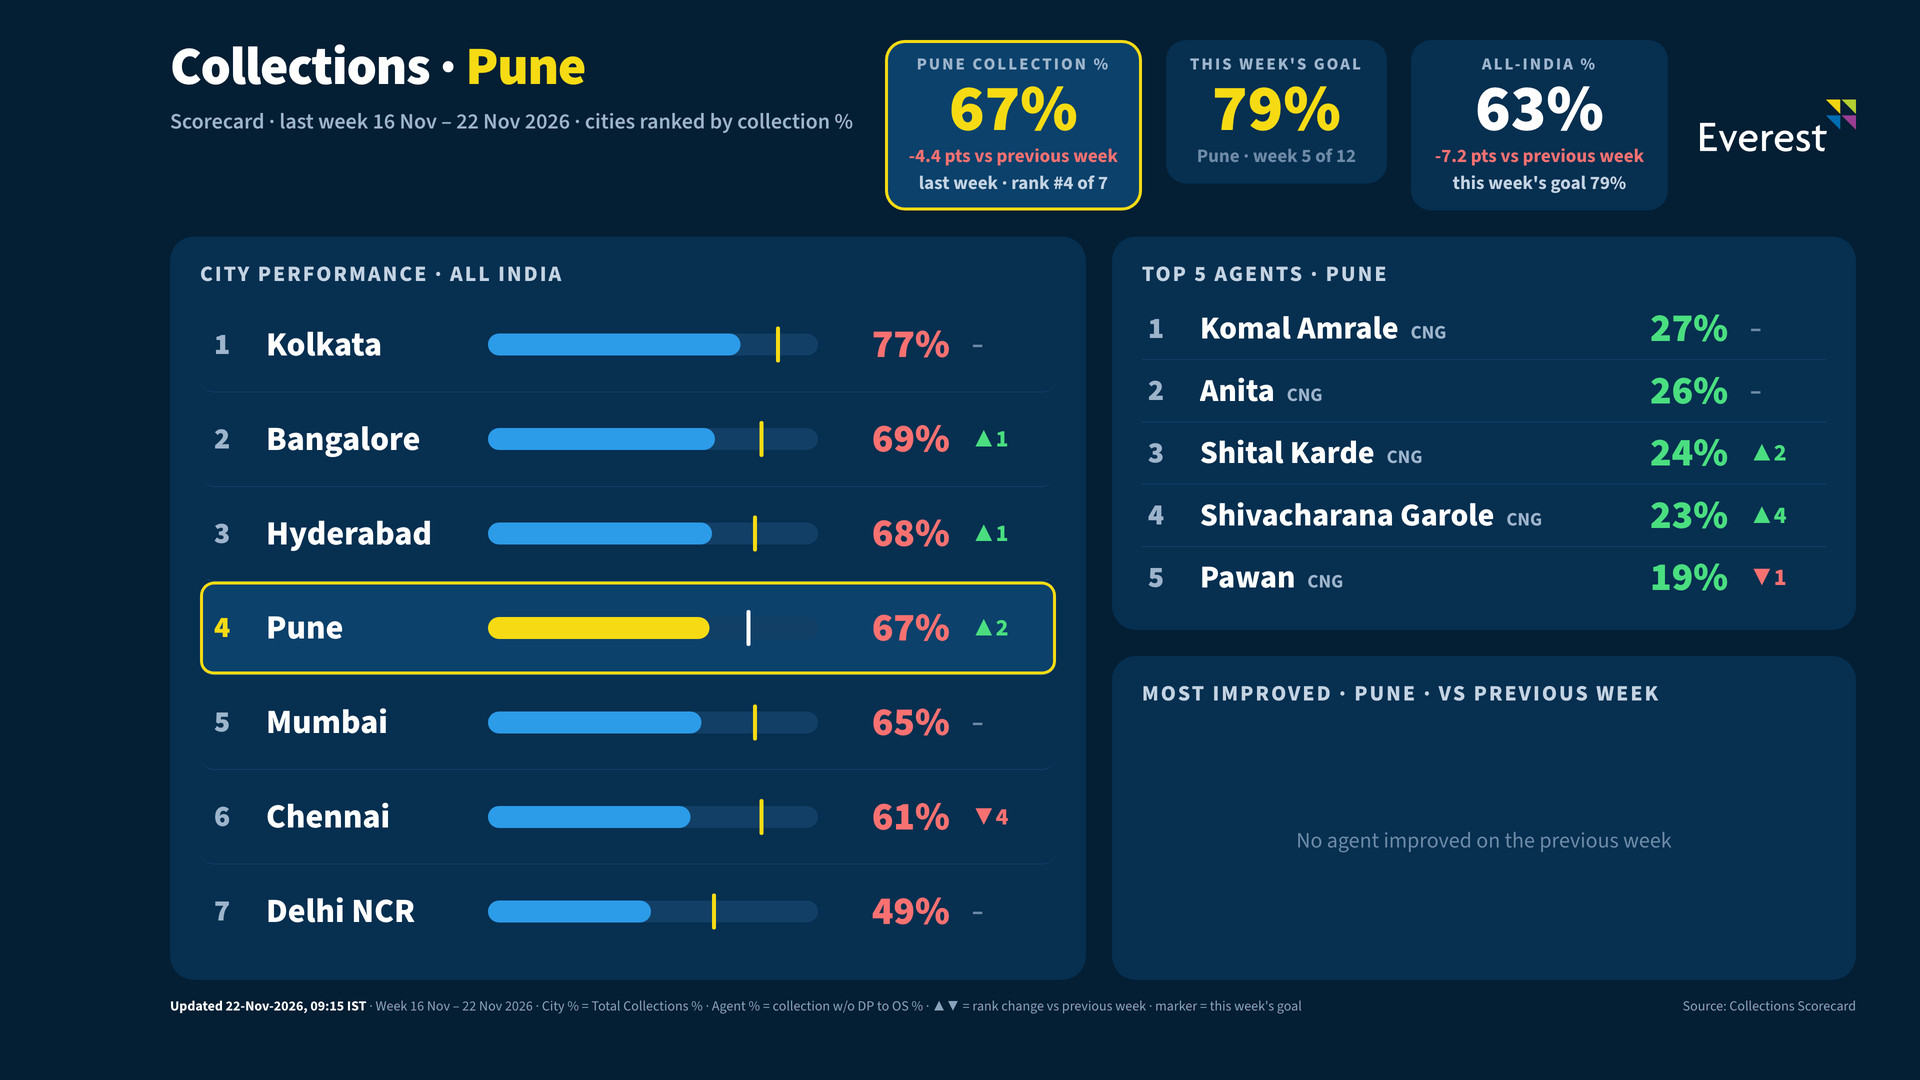 Collections · Pune
Scorecard · last week 16 Nov – 22 Nov 2026 · cities ranked by collection %
PUNE COLLECTION %
67%
-4.4 pts vs previous week
last week · rank #4 of 7
THIS WEEK'S GOAL
79%
Pune · week 5 of 12
ALL-INDIA %
63%
-7.2 pts vs previous week
this week's goal 79%
Everest
CITY PERFORMANCE · ALL INDIA
1 Kolkata 77% –
2 Bangalore 69% ▲1
3 Hyderabad 68% ▲1
4 Pune 67% ▲2
5 Mumbai 65% –
6 Chennai 61% ▼4
7 Delhi NCR 49% –
TOP 5 AGENTS · PUNE
1 Komal Amrale CNG 27% –
2 Anita CNG 26% –
3 Shital Karde CNG 24% ▲2
4 Shivacharana Garole CNG 23% ▲4
5 Pawan CNG 19% ▼1
MOST IMPROVED · PUNE · VS PREVIOUS WEEK
No agent improved on the previous week
Updated 22-Nov-2026, 09:15 IST · Week 16 Nov – 22 Nov 2026 · City % = Total Collections % · Agent % = collection w/o DP to OS % · ▲▼ = rank change vs previous week · marker = this week's goal
Source: Collections Scorecard